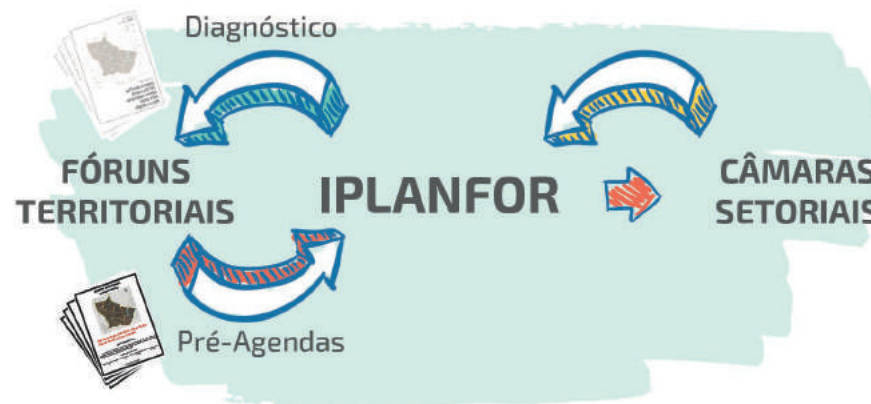 Diagnóstico
FÓRUNS
TERRITORIAIS
IPLANFOR
CÂMARAS
SETORIAIS
Pré-Agendas